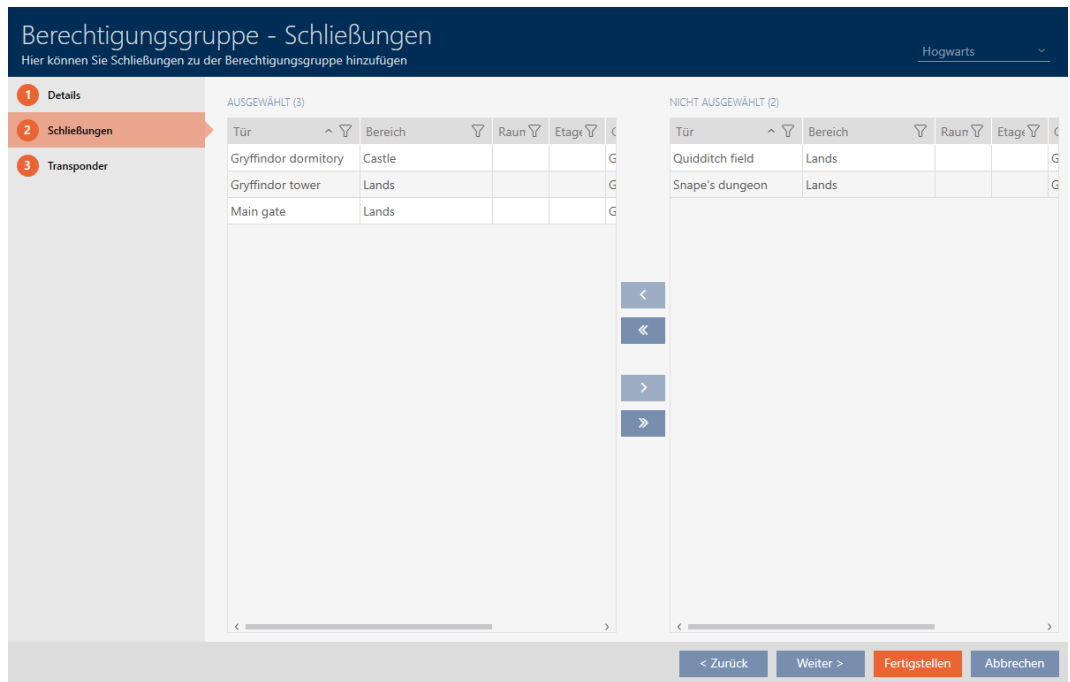 Berechtigungsgruppe - Schließungen
Hier können Sie Schließungen zu der Berechtigungsgruppe hinzufügen
Hogwarts
1 Details
2 Schließungen
3 Transponder
AUSGEWÄHLT (3)
Tür Bereich Raum Etage G
Gryffindor dormitory Castle G
Gryffindor tower Lands G
Main gate Lands G
NICHT AUSGEWÄHLT (2)
Tür Bereich Raum Etage G
Quidditch field Lands G
Snape's dungeon Lands G
< Zurück
Weiter >
Fertigstellen
Abbrechen